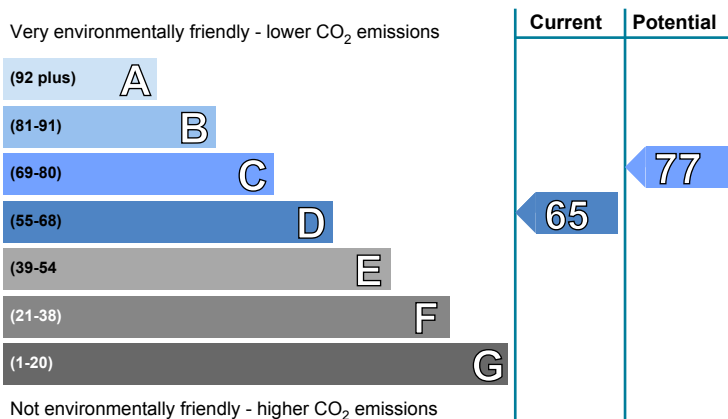 Current Potential
Very environmentally friendly - lower CO2 emissions
(92 plus) A
(81-91) B
(69-80) C
77
(55-68) D
65
(39-54 E
(21-38) F
(1-20) G
Not environmentally friendly - higher CO2 emissions